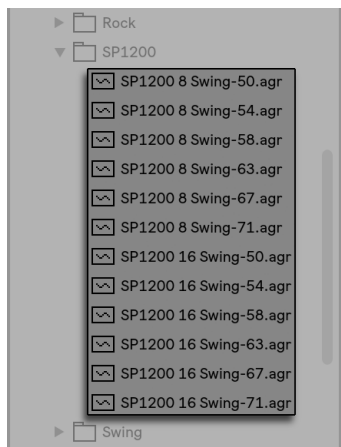 Rock
SP1200
SP1200 8 Swing-50.agr
SP1200 8 Swing-54.agr
SP1200 8 Swing-58.agr
SP1200 8 Swing-63.agr
SP1200 8 Swing-67.agr
SP1200 8 Swing-71.agr
SP1200 16 Swing-50.agr
SP1200 16 Swing-54.agr
SP1200 16 Swing-58.agr
SP1200 16 Swing-63.agr
SP1200 16 Swing-67.agr
SP1200 16 Swing-71.agr
Swing